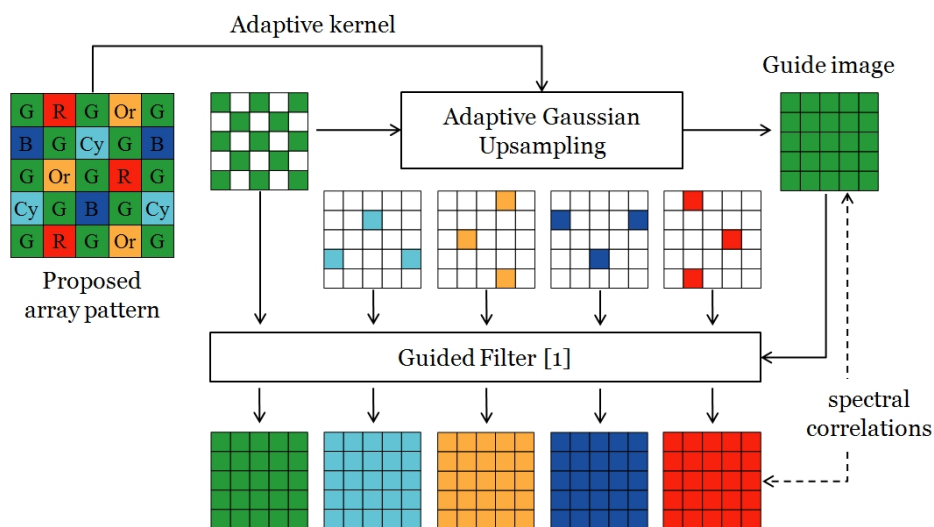 Adaptive kernel
Guide image
G R G Or G
B G Cy G B
G Or G R G
Cy G B G Cy
G R G Or G
Proposed
array pattern
Adaptive Gaussian
Upsampling
Guided Filter [1]
spectral
correlations